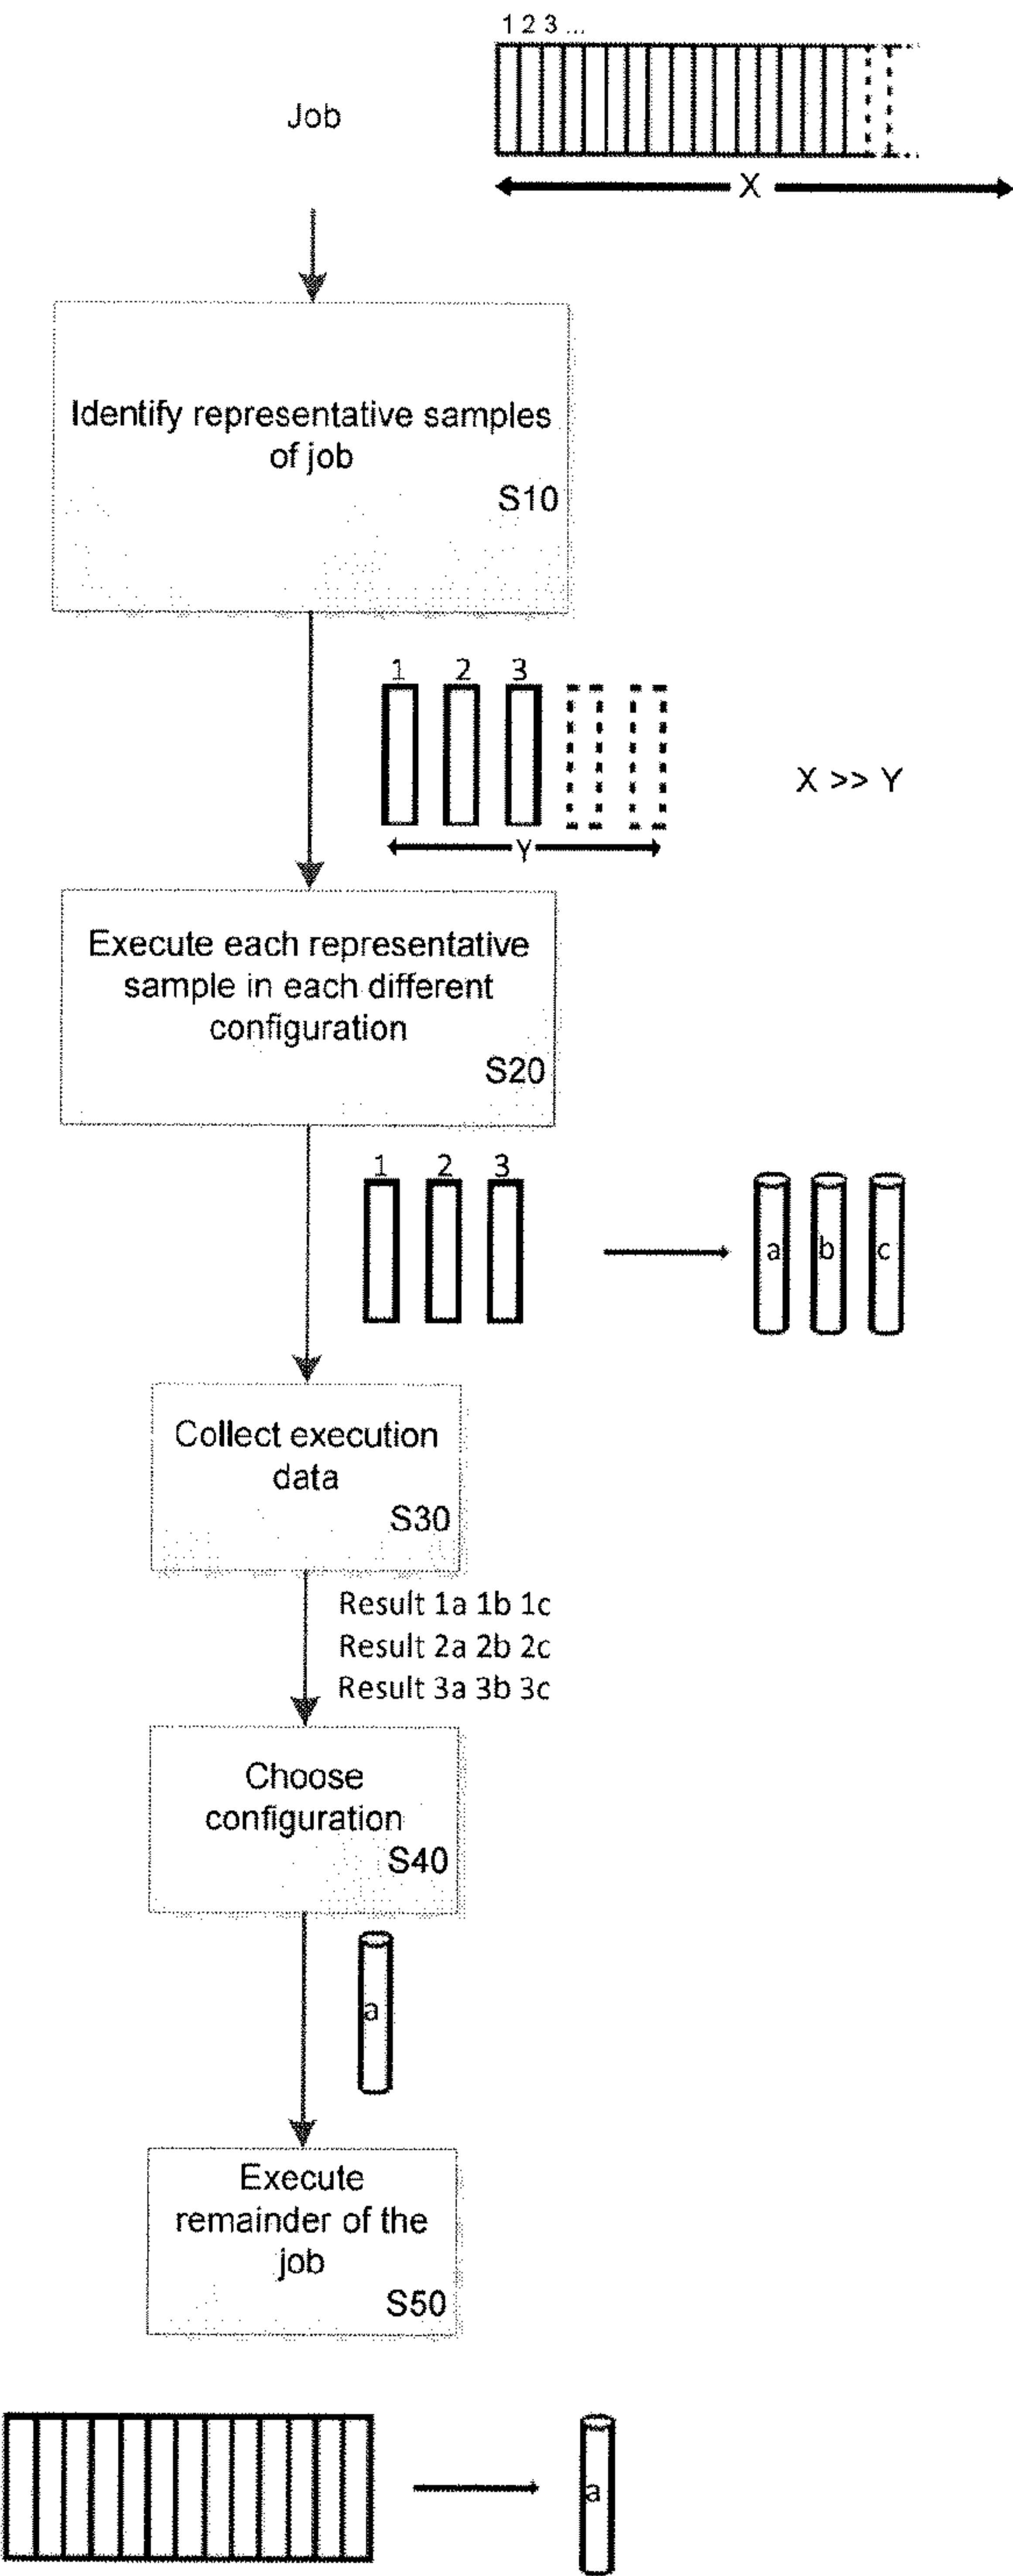 1 2 3 ...
Job
X
Identify representative samples
of job
S10
1 2 3
X >> Y
Y
Execute each representative
sample in each different
configuration
S20
1 2 3
a b c
Collect execution
data
S30
Result 1a 1b 1c
Result 2a 2b 2c
Result 3a 3b 3c
Choose
configuration
S40
a
Execute
remainder of the
job
S50
a